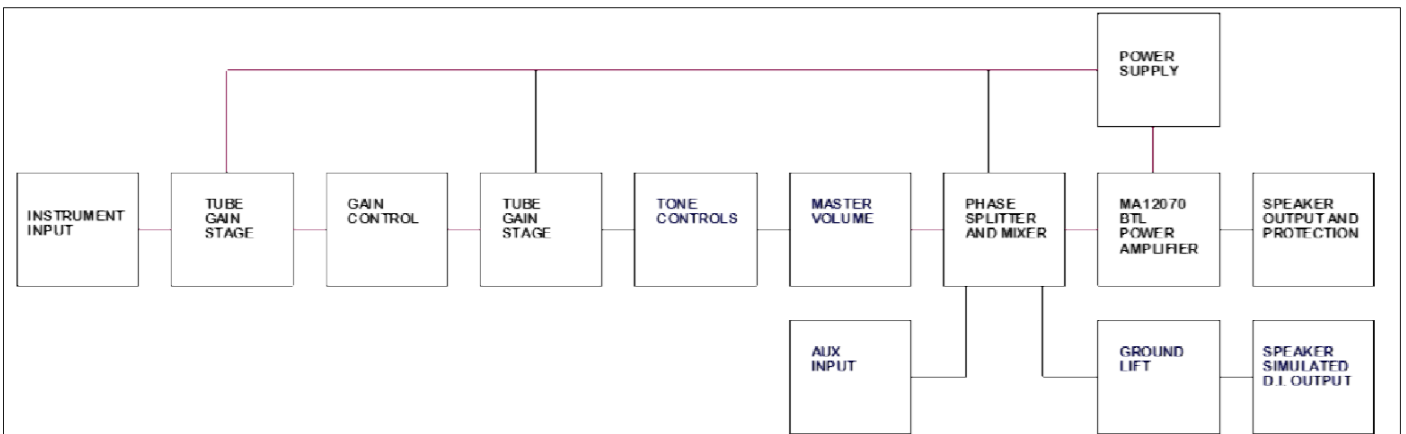 POWER
SUPPLY
INSTRUMENT
INPUT
TUBE
GAIN
STAGE
GAIN
CONTROL
TUBE
GAIN
STAGE
TONE
CONTROLS
MASTER
VOLUME
PHASE
SPLITTER
AND MIXER
MA12070
BTL
POWER
AMPLIFIER
SPEAKER
OUTPUT AND
PROTECTION
AUX
INPUT
GROUND
LIFT
SPEAKER
SIMULATED
D.I. OUTPUT